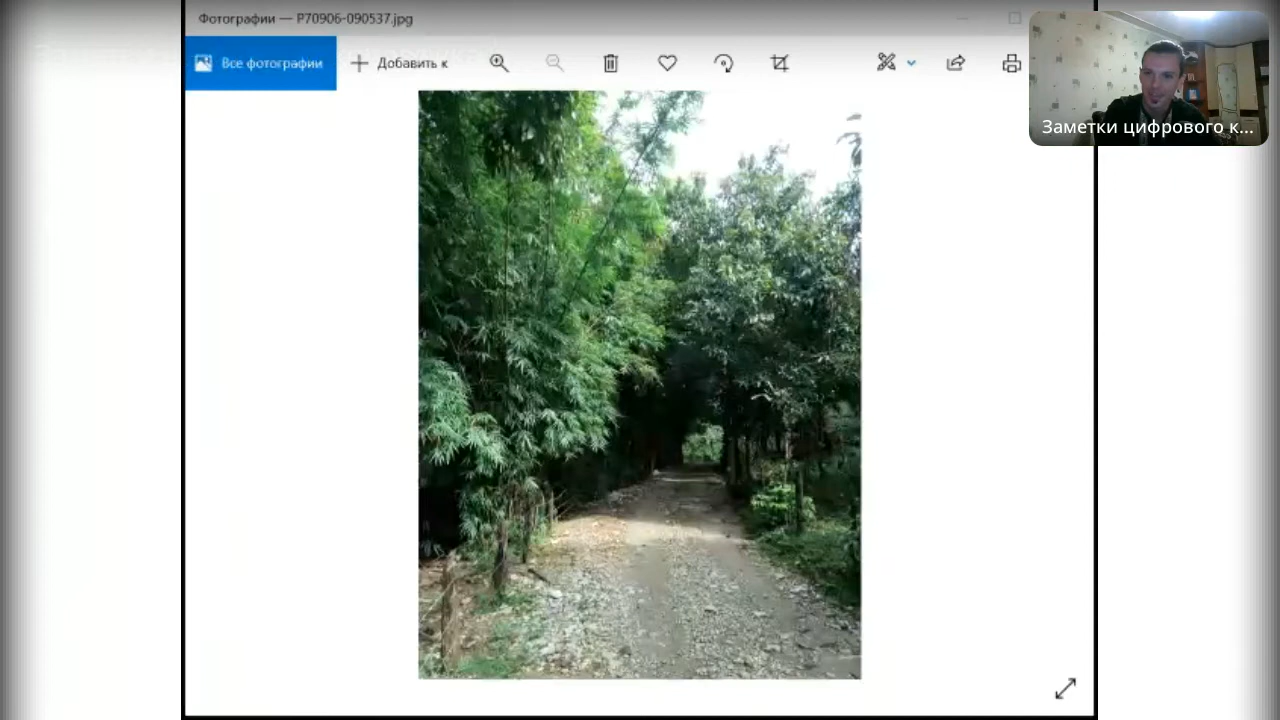 Фотографии — P70906-090537.jpg
Все фотографии
Добавить к
Заметки цифрового к...